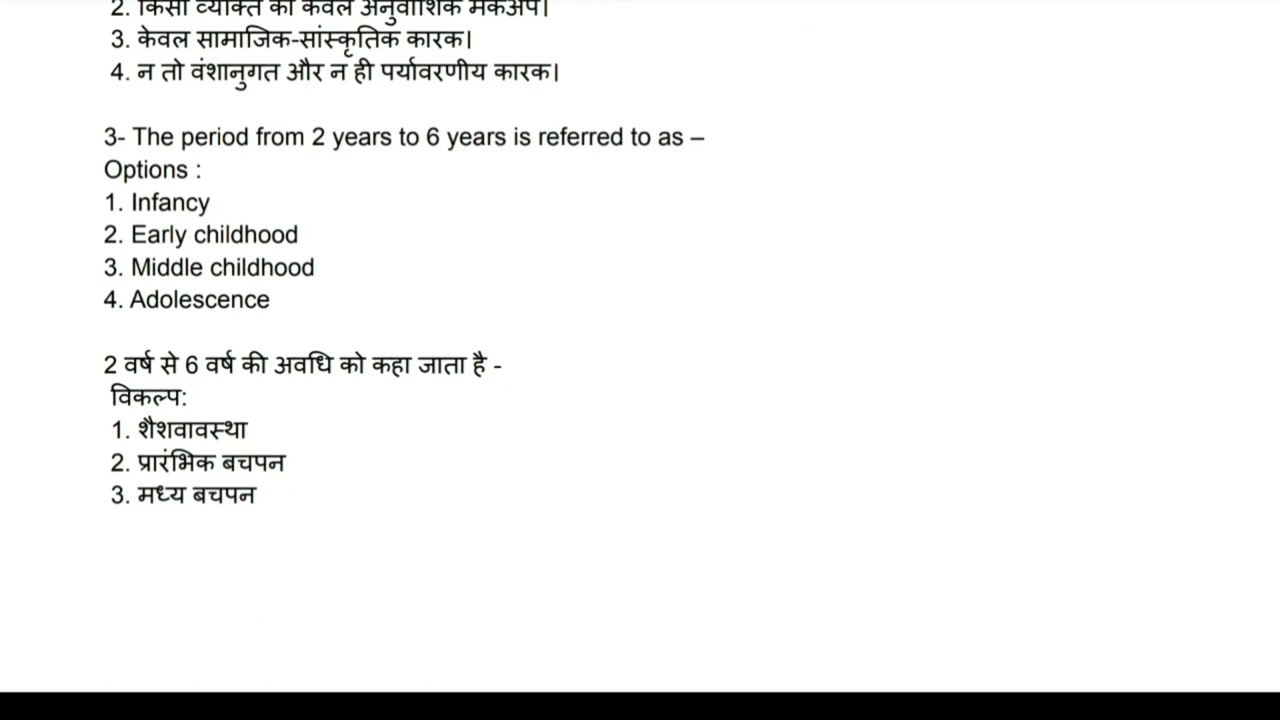 2. किसी व्यक्ति का केवल अनुवांशिक मेकअप।
3. केवल सामाजिक-सांस्कृतिक कारक।
4. न तो वंशानुगत और न ही पर्यावरणीय कारक।
3- The period from 2 years to 6 years is referred to as –
Options :
1. Infancy
2. Early childhood
3. Middle childhood
4. Adolescence
2 वर्ष से 6 वर्ष की अवधि को कहा जाता है -
विकल्प:
1. शैशवावस्था
2. प्रारंभिक बचपन
3. मध्य बचपन